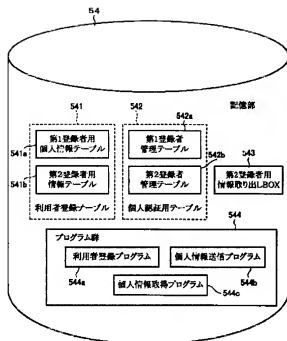 54
541
542
542a
記憶部
第1登録者用
個人情報テーブル
541a
第1登録者
管理テーブル
542b
543
第2登録者用
情報テーブル
541b
第2登録者
管理テーブル
第2登録者用
情報取り出しBOX
利用者登録テーブル
個人認証用テーブル
544
プログラム群
利用者登録プログラム
544a
個人情報送信プログラム
544b
個人情報取得プログラム
544c